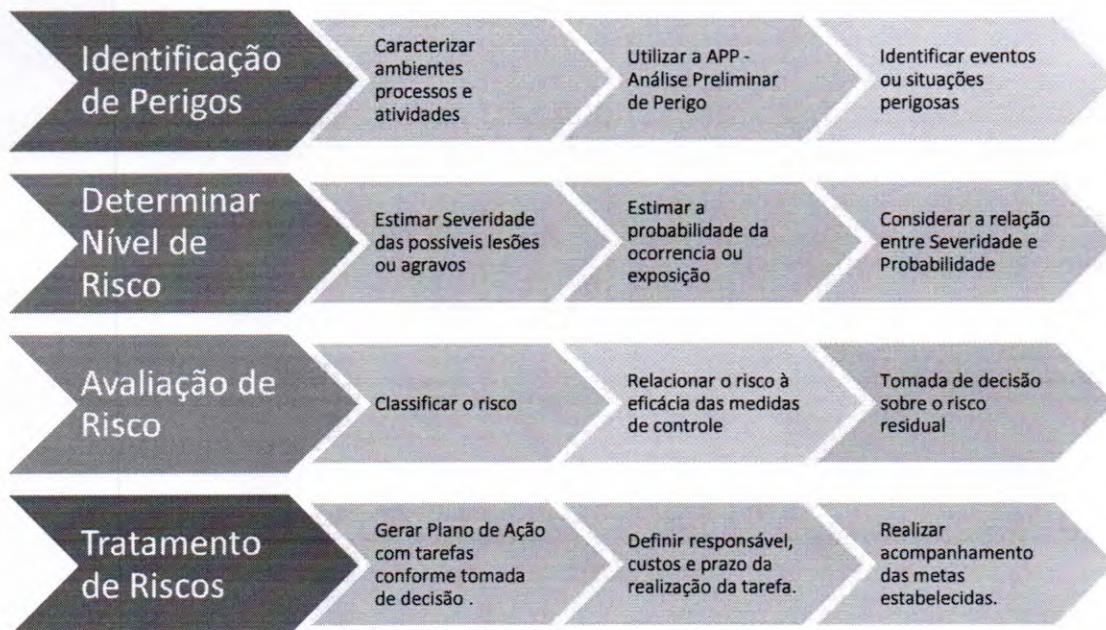 Identificação
de Perigos
Caracterizar
ambientes
processos e
atividades
Utilizar a APP -
Análise Preliminar
de Perigo
Identificar eventos
ou situações
perigosas
Determinar
Nível de
Risco
Estimar Severidade
das possíveis lesões
ou agravos
Estimar a
probabilidade da
ocorrencia ou
exposição
Considerar a relação
entre Severidade e
Probabilidade
Avaliação de
Risco
Classificar o risco
Relacionar o risco à
eficácia das medidas
de controle
Tomada de decisão
sobre o risco
residual
Tratamento
de Riscos
Gerar Plano de Ação
com tarefas
conforme tomada
de decisão .
Definir responsável,
custos e prazo da
realização da tarefa.
Realizar
acompanhamento
das metas
estabelecidas.